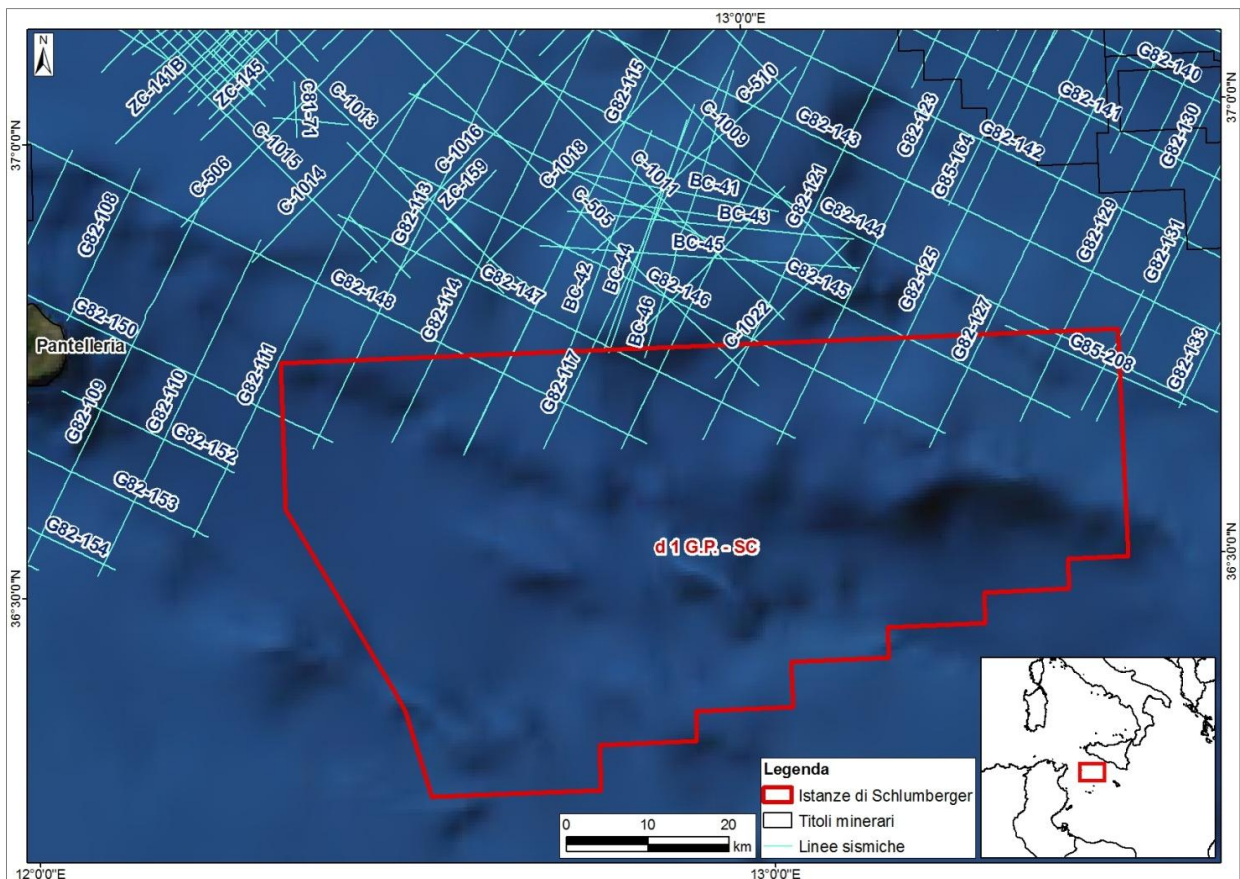 13°0'0"E
N
ZC-141B
ZC-145
C81-Z1
C-1013
G82-115
C-510
G82-140
G82-141
37°0'0"N
37°0'0"N
C-1015
C-1016
C-1009
G82-143
G82-123
G82-142
G82-130
C-506
C-1014
ZC-159
C-1018
C-1011
BC-41
G85-164
G82-108
G82-113
C-505
BC-43
G82-121
G82-144
G82-129
G82-131
BC-45
G82-148
G82-147
BC-42
BC-44
G82-146
G82-145
G82-125
G82-150
G82-114
BC-46
C-1022
G82-127
Pantelleria
G82-111
G82-117
G85-208
G82-133
G82-109
G82-110
G82-152
G82-153
G82-154
d 1 G.P. - SC
36°30'0"N
36°30'0"N
Legenda
Istanze di Schlumberger
Titoli minerari
Linee sismiche
0 10 20
km
12°0'0"E
13°0'0"E